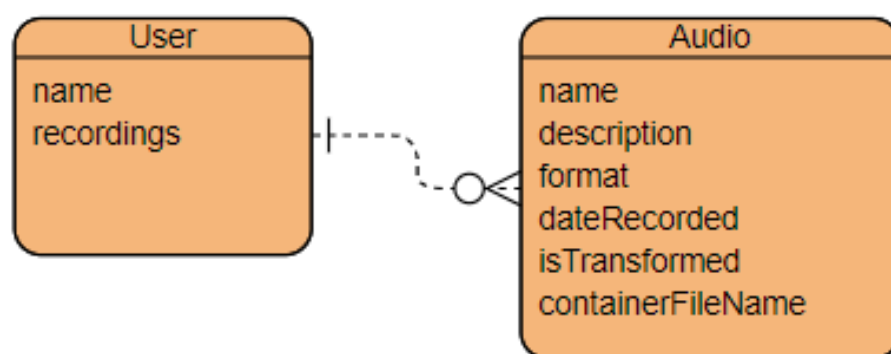 User
name
recordings
Audio
name
description
format
dateRecorded
isTransformed
containerFileName